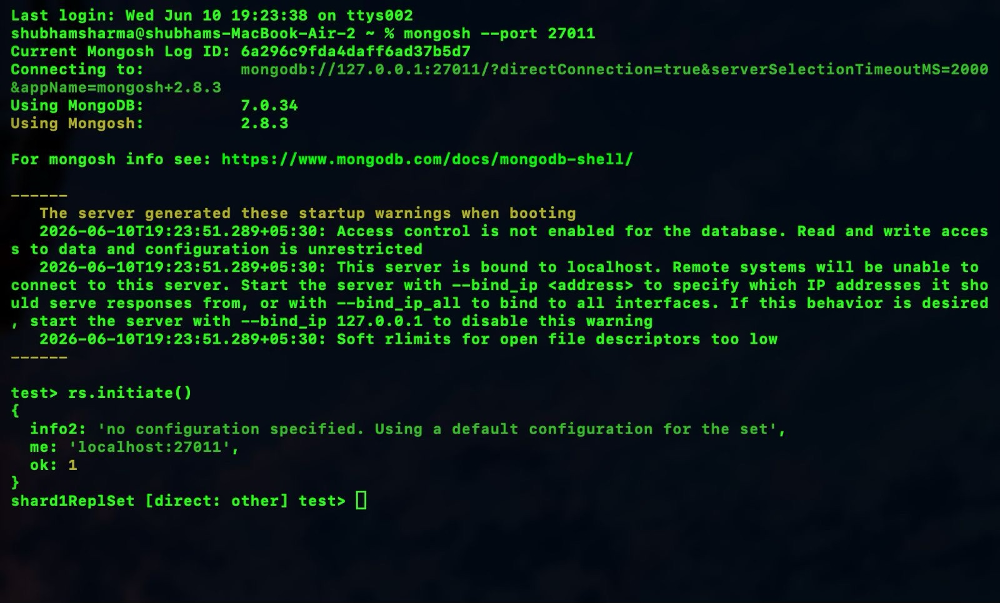 Last login: Wed Jun 10 19:23:38 on ttys002
shubhamsharma@shubhams-MacBook-Air-2 ~ % mongosh --port 27011
Current Mongosh Log ID: 6a296c9fda4daff6ad37b5d7
Connecting to:          mongodb://127.0.0.1:27011/?directConnection=true&serverSelectionTimeoutMS=2000
&appName=mongosh+2.8.3
Using MongoDB:          7.0.34
Using Mongosh:          2.8.3
For mongosh info see: https://www.mongodb.com/docs/mongodb-shell/
------
   The server generated these startup warnings when booting
   2026-06-10T19:23:51.289+05:30: Access control is not enabled for the database. Read and write acces
s to data and configuration is unrestricted
   2026-06-10T19:23:51.289+05:30: This server is bound to localhost. Remote systems will be unable to
connect to this server. Start the server with --bind_ip <address> to specify which IP addresses it sho
uld serve responses from, or with --bind_ip_all to bind to all interfaces. If this behavior is desired
, start the server with --bind_ip 127.0.0.1 to disable this warning
   2026-06-10T19:23:51.289+05:30: Soft rlimits for open file descriptors too low
------
test> rs.initiate()
{
  info2: 'no configuration specified. Using a default configuration for the set',
  me: 'localhost:27011',
  ok: 1
}
shard1ReplSet [direct: other] test>